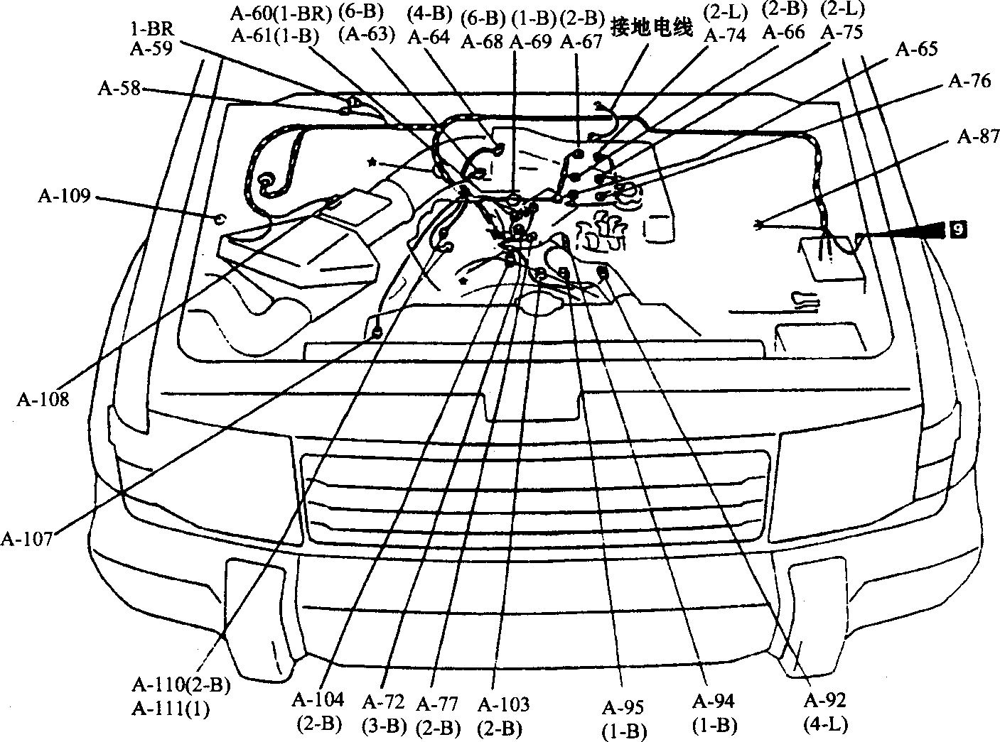 1-BR
A-59
A-60(1-BR)
A-61(1-B)
(6-B)
(A-63)
(4-B)
A-64
(6-B)
A-68
(1-B)
A-69
(2-B)
A-67
接地电线
(2-L)
A-74
(2-B)
A-66
(2-L)
A-75
A-65
A-76
A-58
A-87
A-109
9
A-108
A-107
A-110(2-B)
A-111(1)
A-104
(2-B)
A-72
(3-B)
A-77
(2-B)
A-103
(2-B)
A-95
(1-B)
A-94
(1-B)
A-92
(4-L)